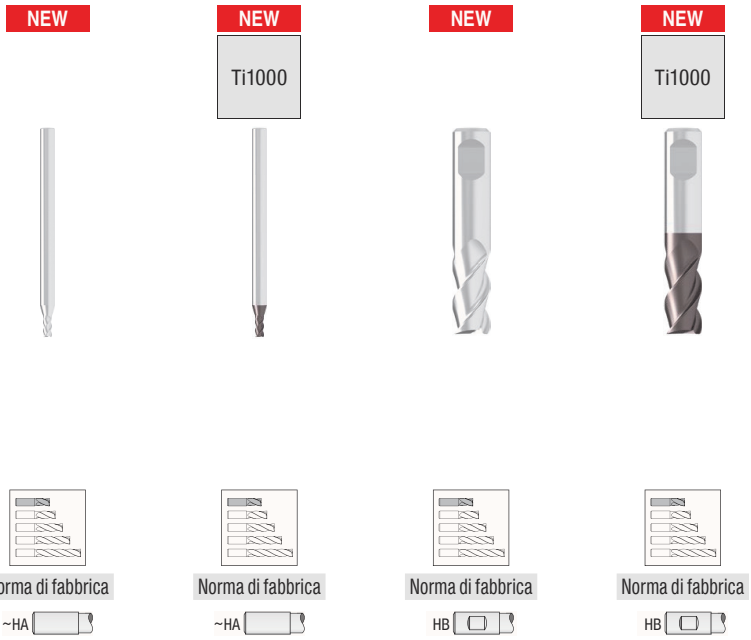 NEW NEW NEW NEW
Ti1000 Ti1000
orma di fabbrica Norma di fabbrica Norma di fabbrica Norma di fabbrica
~HA ~HA HB HB